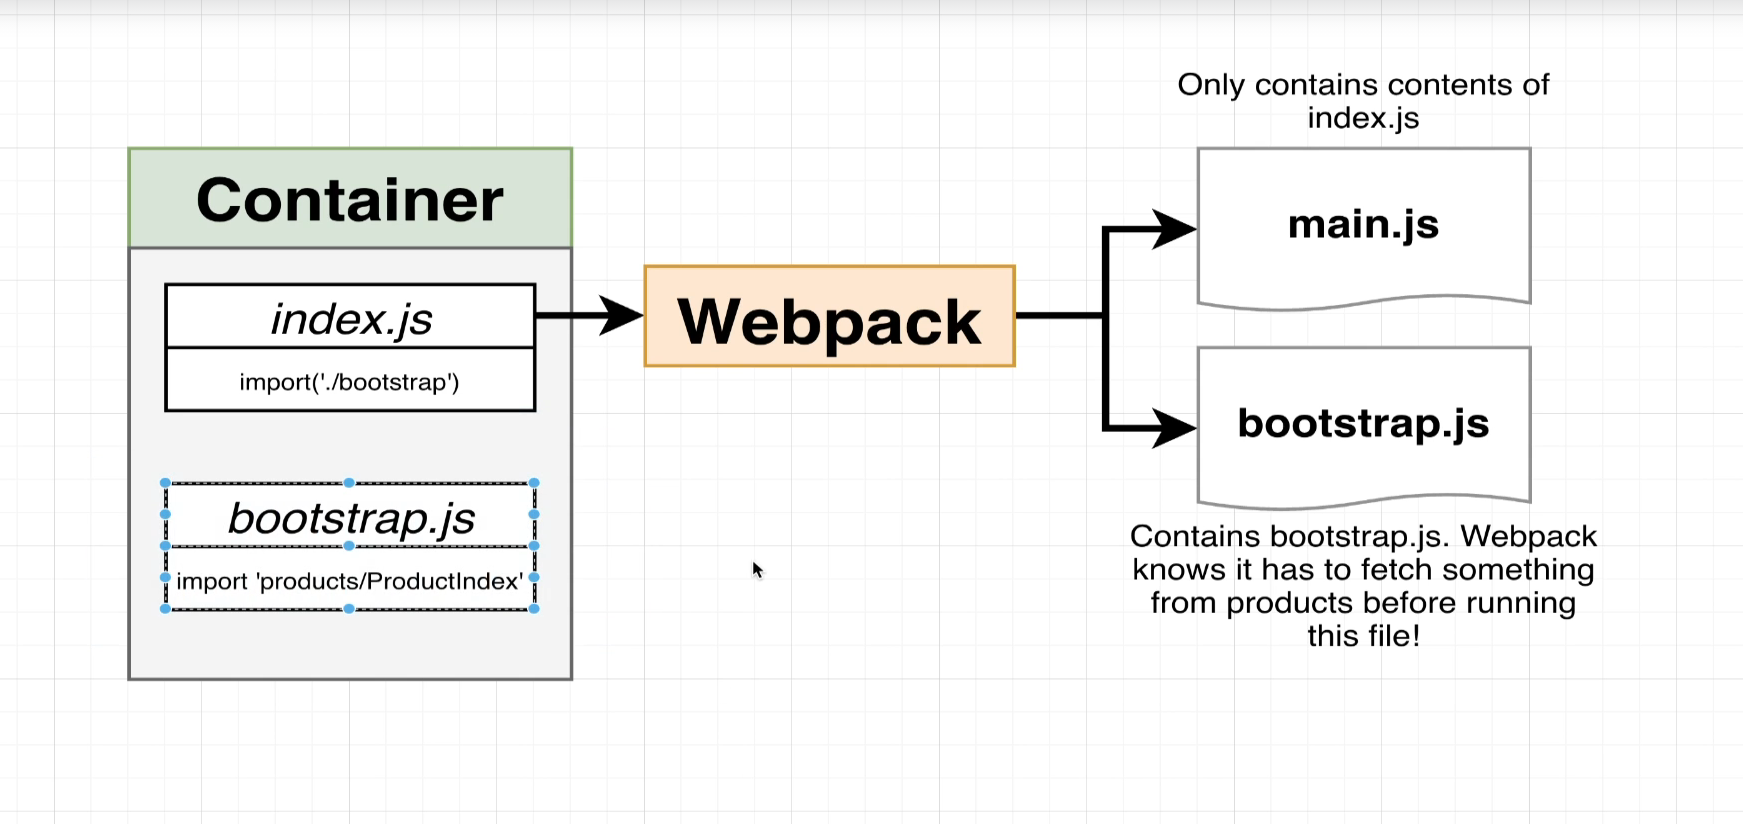 Only contains contents of
index.js
Container
main.js
index.js
Webpack
import('./bootstrap')
bootstrap.js
bootstrap.js
import 'products/ProductIndex'
Contains bootstrap.js. Webpack
knows it has to fetch something
from products before running
this file!